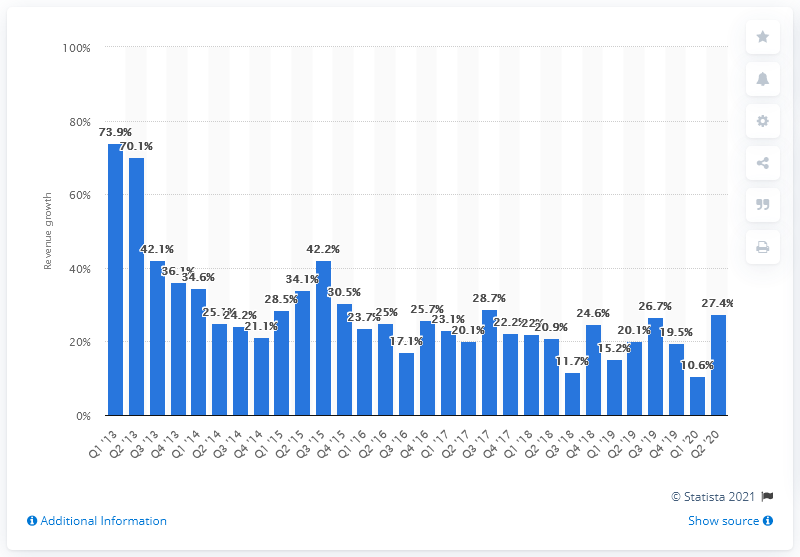 100%
80%
60%
40%
20%
0%
Revenue growth
73.9%
70.1%
42.1%
36.1%
34.6%
24.2%
21.1%
28.5%
34.1%
42.2%
30.5%
23.7%
25%
17.1%
25.7%
23.1%
20.1%
28.7%
22.2%
22%
20.9%
11.7%
24.6%
15.2%
20.1%
26.7%
19.5%
10.6%
27.4%
Q1 '13
Q2 '13
Q3 '13
Q4 '13
Q1 '14
Q2 '14
Q3 '14
Q4 '14
Q1 '15
Q2 '15
Q3 '15
Q4 '15
Q1 '16
Q2 '16
Q3 '16
Q4 '16
Q1 '17
Q2 '17
Q3 '17
Q4 '17
Q1 '18
Q2 '18
Q3 '18
Q4 '18
Q1 '19
Q2 '19
Q3 '19
Q4 '19
Q1 '20
Q2 '20
© Statista 2021
Additional Information
Show source